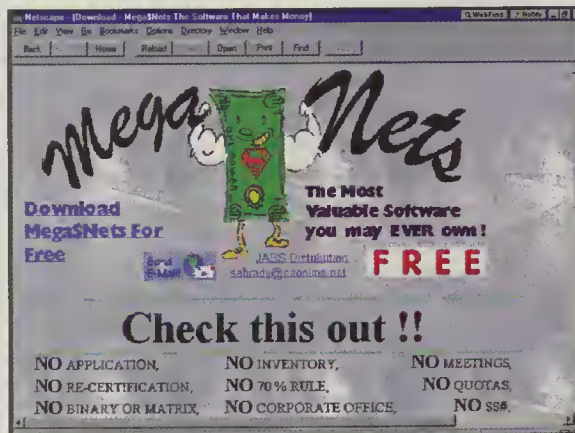 Netscape - [Download - Mega$Nets The Software That Makes Money]
File Edit View Go Bookmarks Options Directory Window Help
Back Home Reload Open Print Find
Mega Nets
Download
Mega$Nets For
Free
The Most
Valuable Software
you may EVER own!
Send
E-Mail
JABS Distribution
FREE
Check this out !!
NO APPLICATION, NO INVENTORY, NO MEETINGS,
NO RE-CERTIFICATION, NO 70% RULE, NO QUOTAS,
NO BINARY OR MATRIX, NO CORPORATE OFFICE, NO SS#,